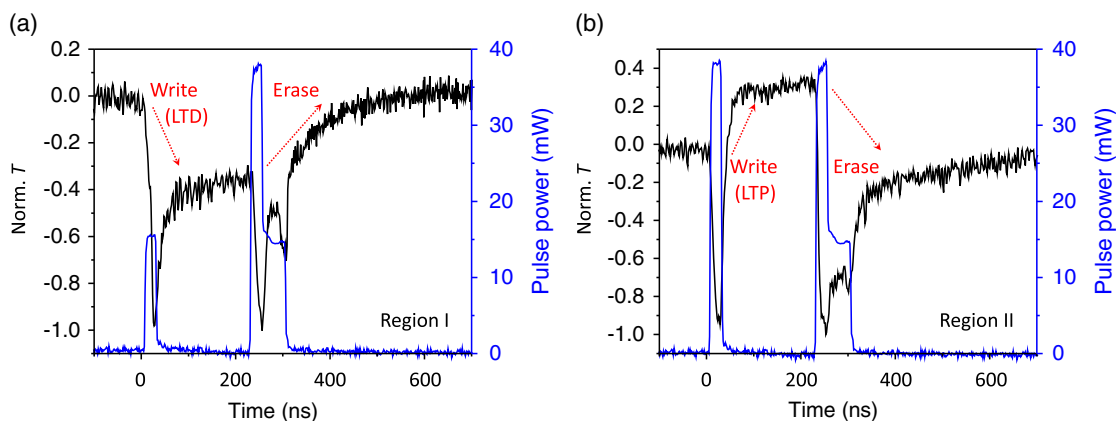 (a)
0.2
0.0
-0.2
-0.4
-0.6
-0.8
-1.0
Norm. T
Write
(LTD)
Erase
Region I
40
30
20
10
0
Pulse power (mW)
0
200
400
600
Time (ns)
(b)
0.4
0.2
0.0
-0.2
-0.4
-0.6
-0.8
-1.0
Norm. T
Write
(LTP)
Erase
Region II
40
30
20
10
0
Pulse power (mW)
0
200
400
600
Time (ns)